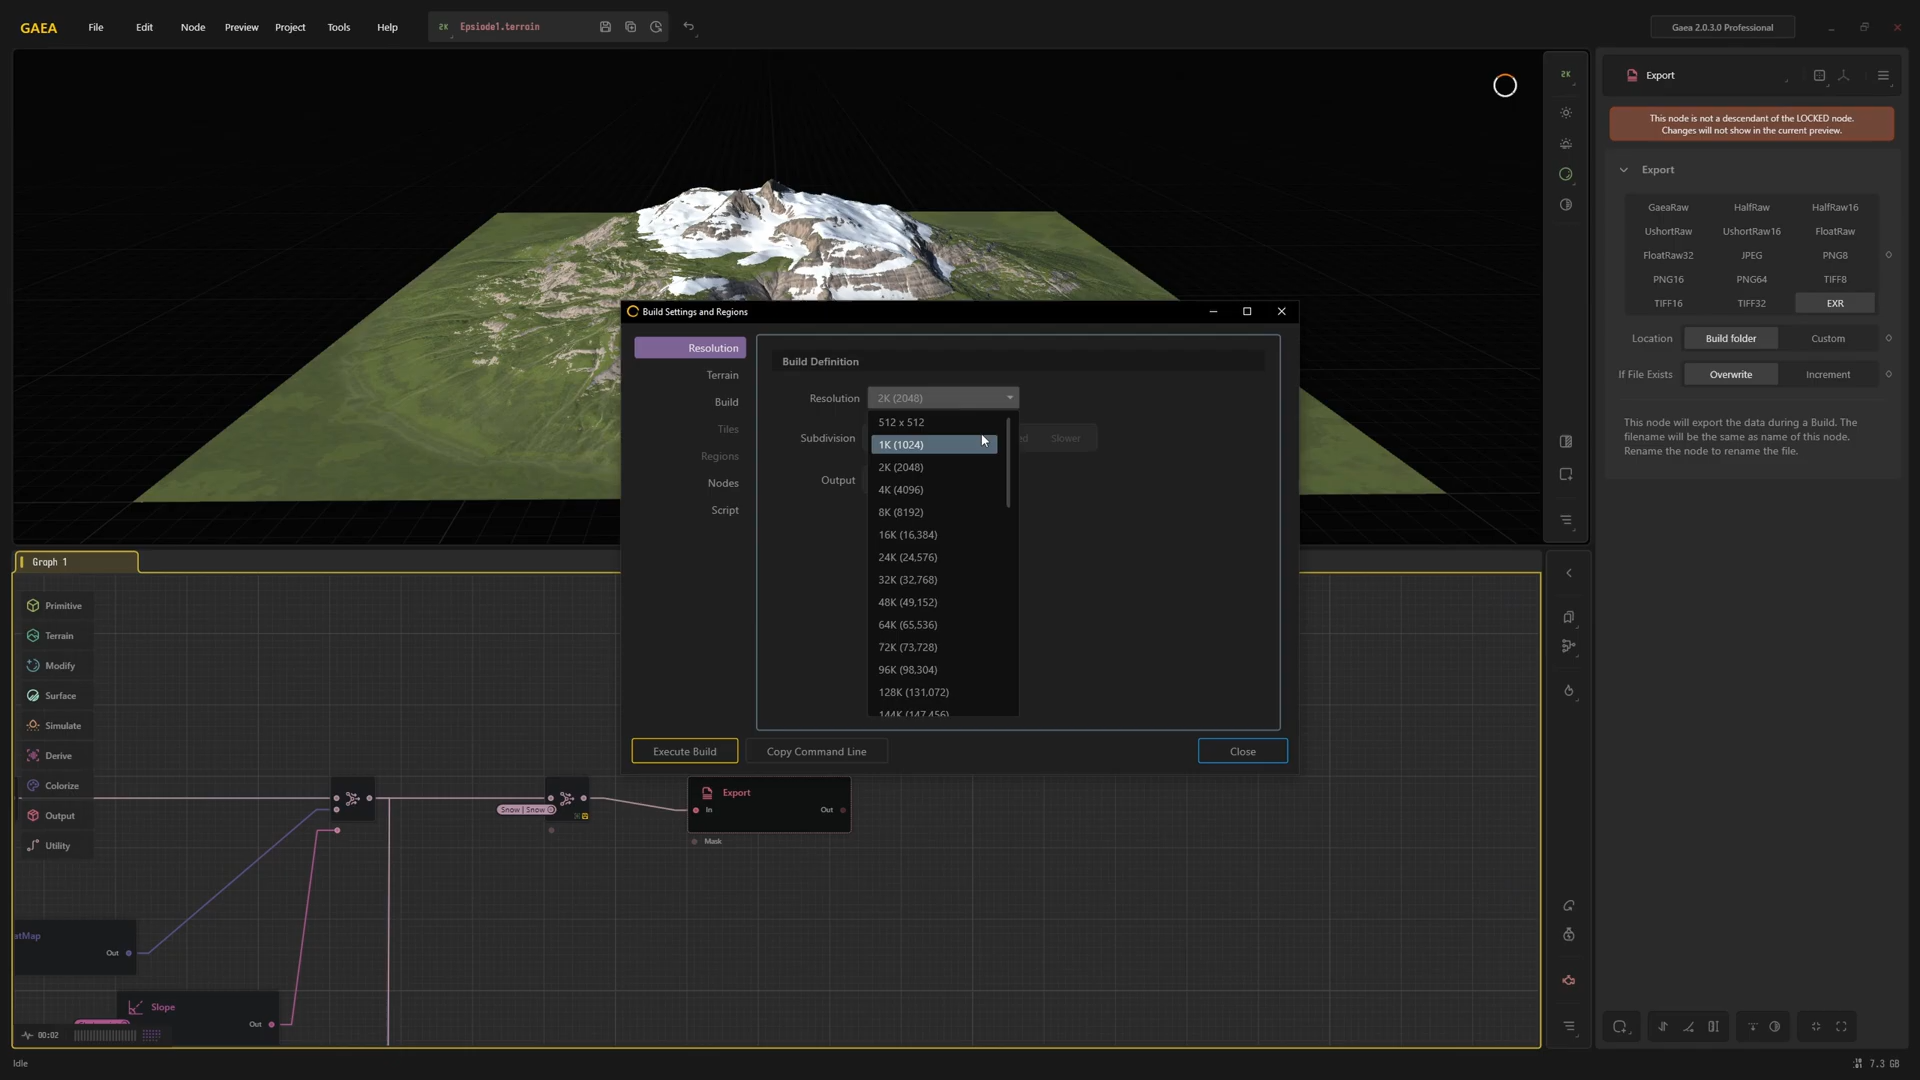 GAEA
File
Edit
Node
Preview
Project
Tools
Help
2K
Epsiode1.terrain
Gaea 2.0.3.0 Professional
2K
Export
This node is not a descendant of the LOCKED node.
Changes will not show in the current preview.
Export
GaeaRaw
HalfRaw
HalfRaw16
UshortRaw
UshortRaw16
FloatRaw
FloatRaw32
JPEG
PNG8
PNG16
PNG64
TIFF8
TIFF16
TIFF32
EXR
Location
Build folder
Custom
If File Exists
Overwrite
Increment
This node will export the data during a Build. The
filename will be the same as name of this node.
Rename the node to rename the file.
Build Settings and Regions
Resolution
Terrain
Build
Tiles
Regions
Nodes
Script
Build Definition
Resolution
2K (2048)
Subdivision
Slower
Output
512 x 512
1K (1024)
2K (2048)
4K (4096)
8K (8192)
16K (16,384)
24K (24,576)
32K (32,768)
48K (49,152)
64K (65,536)
72K (73,728)
96K (98,304)
128K (131,072)
144K (147,456)
Execute Build
Copy Command Line
Close
Graph 1
Primitive
Terrain
Modify
Surface
Simulate
Derive
Colorize
Output
Utility
Snow | Snow
Export
In
Out
Mask
atMap
Out
Slope
Out
00:02
Idle
7.3 GB